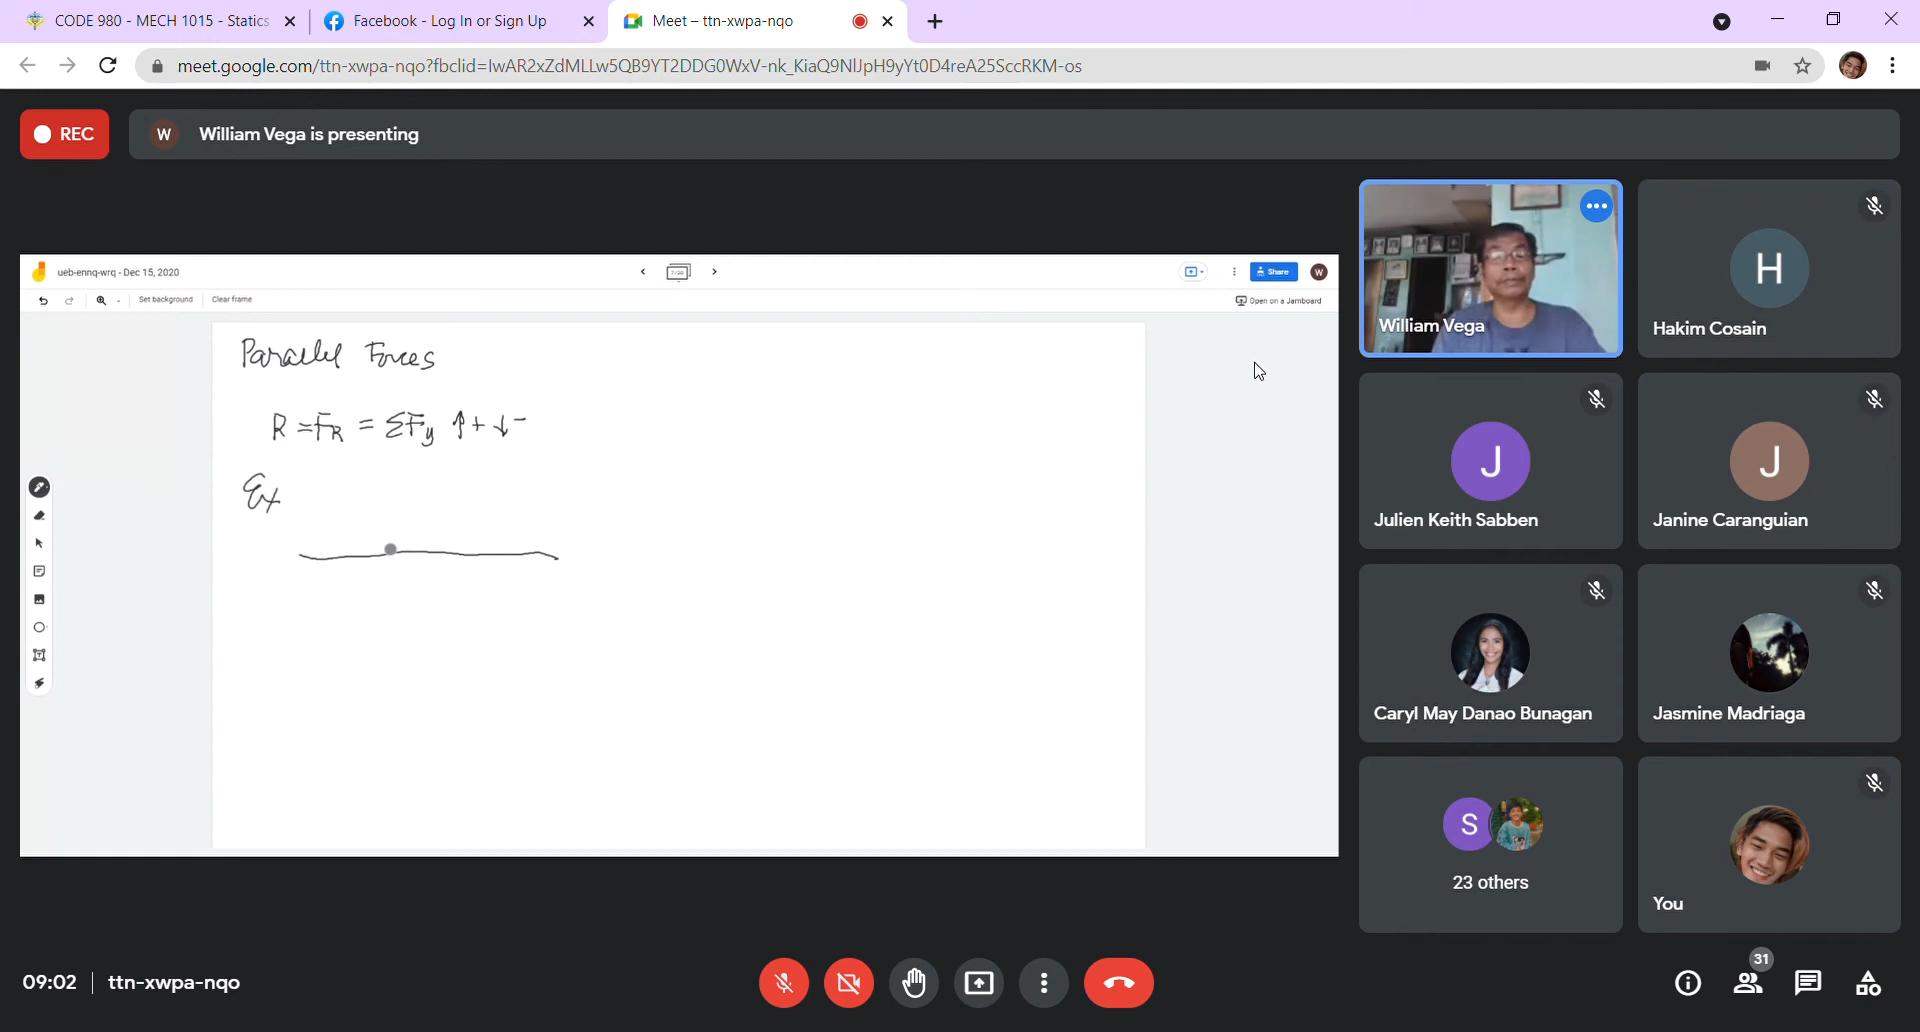 CODE 980 - MECH 1015 - Statics
Facebook - Log In or Sign Up
Meet – ttn-xwpa-nqo
meet.google.com/ttn-xwpa-nqo?fbclid=IwAR2xZdMLLw5QB9YT2DDG0WxV-nk_KiaQ9NlJpH9yYt0D4reA25SccRKM-os
REC
W
William Vega is presenting
ueb-ennq-wrq - Dec 15, 2020
7/20
Share
W
Set background
Clear frame
Open on a Jamboard
Parallel Forces
R = FR = ΣFy ↑+ ↓-
Ex
William Vega
H
Hakim Cosain
J
Julien Keith Sabben
J
Janine Caranguian
Caryl May Danao Bunagan
Jasmine Madriaga
S
23 others
You
09:02
ttn-xwpa-nqo
31